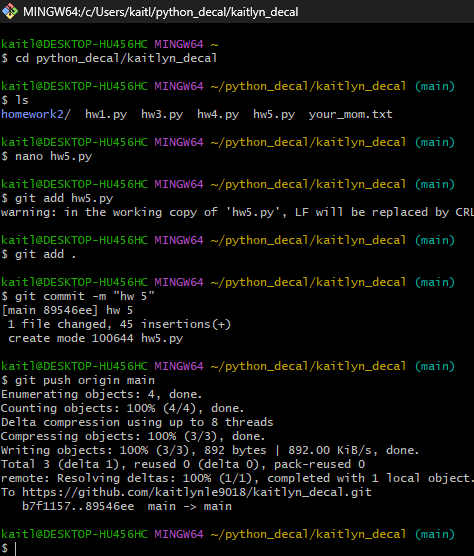 MINGW64:/c/Users/kaitl/python_decal/kaitlyn_decal
kaitl@DESKTOP-HU456HC MINGW64 ~
$ cd python_decal/kaitlyn_decal
kaitl@DESKTOP-HU456HC MINGW64 ~/python_decal/kaitlyn_decal (main)
$ ls
homework2/  hw1.py  hw3.py  hw4.py  hw5.py  your_mom.txt
kaitl@DESKTOP-HU456HC MINGW64 ~/python_decal/kaitlyn_decal (main)
$ nano hw5.py
kaitl@DESKTOP-HU456HC MINGW64 ~/python_decal/kaitlyn_decal (main)
$ git add hw5.py
warning: in the working copy of 'hw5.py', LF will be replaced by CRL
kaitl@DESKTOP-HU456HC MINGW64 ~/python_decal/kaitlyn_decal (main)
$ git add .
kaitl@DESKTOP-HU456HC MINGW64 ~/python_decal/kaitlyn_decal (main)
$ git commit -m "hw 5"
[main 89546ee] hw 5
 1 file changed, 45 insertions(+)
 create mode 100644 hw5.py
kaitl@DESKTOP-HU456HC MINGW64 ~/python_decal/kaitlyn_decal (main)
$ git push origin main
Enumerating objects: 4, done.
Counting objects: 100% (4/4), done.
Delta compression using up to 8 threads
Compressing objects: 100% (3/3), done.
Writing objects: 100% (3/3), 892 bytes | 892.00 KiB/s, done.
Total 3 (delta 1), reused 0 (delta 0), pack-reused 0
remote: Resolving deltas: 100% (1/1), completed with 1 local object.
To https://github.com/kaitlynle9018/kaitlyn_decal.git
   b7f1157..89546ee  main -> main
kaitl@DESKTOP-HU456HC MINGW64 ~/python_decal/kaitlyn_decal (main)
$